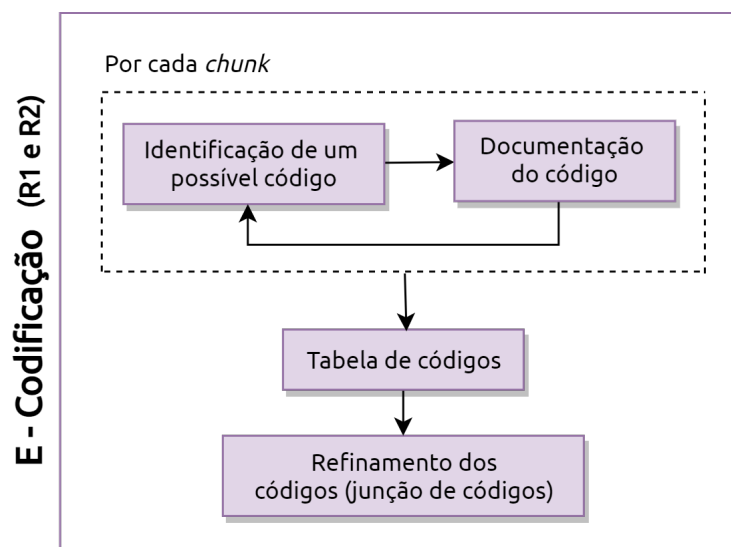 E - Codificação (R1 e R2)
Por cada chunk
Identificação de um
possível código
Documentação
do código
Tabela de códigos
Refinamento dos
códigos (junção de códigos)